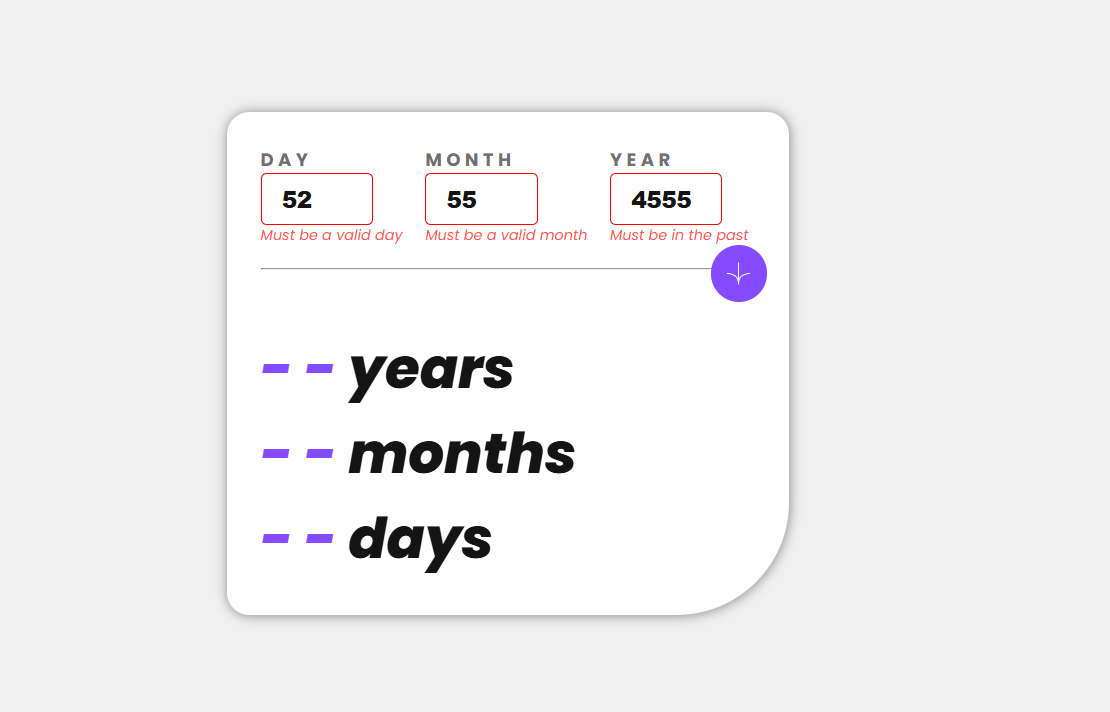 DAY MONTH YEAR
52 55 4555
Must be a valid day Must be a valid month Must be in the past
- - years
- - months
- - days